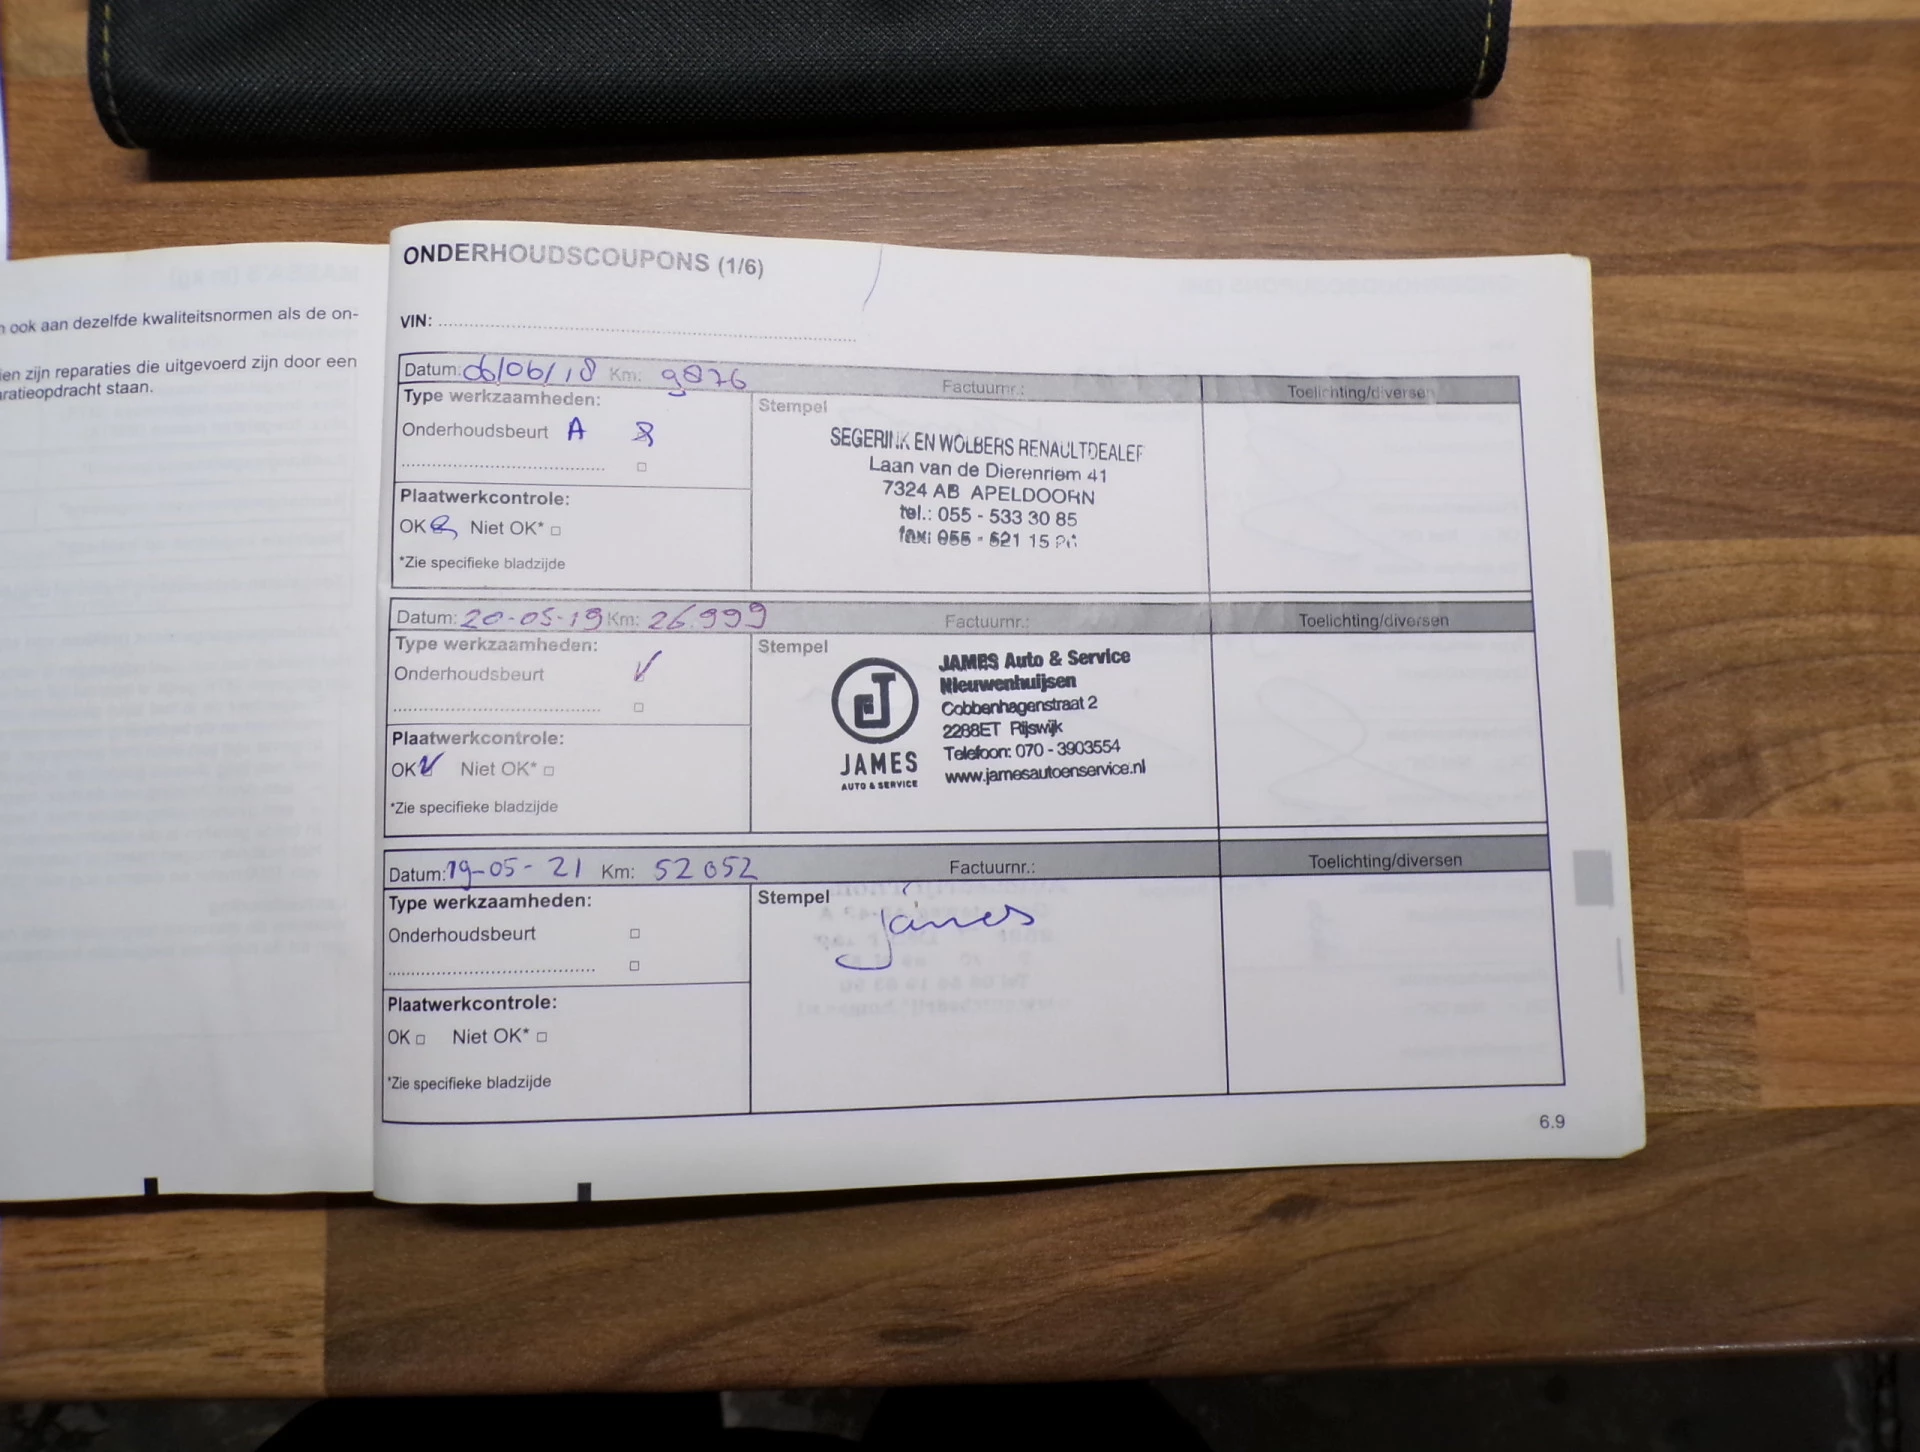 n ook aan dezelfde kwaliteitsnormen als de on-
ien zijn reparaties die uitgevoerd zijn door een
aratieopdracht staan.
ONDERHOUDSCOUPONS (1/6)
VIN:
Datum: 06/06/18 Km: 9876 Factuurnr.: Toelichting/diversen
Type werkzaamheden:
Onderhoudsbeurt A
Plaatwerkcontrole:
OK Niet OK*
*Zie specifieke bladzijde
Stempel
SEGERINK EN WOLBERS RENAULTDEALER
Laan van de Dierenriem 41
7324 AB APELDOORN
tel.: 055 - 533 30 85
fax: 055 - 521 15
Datum: 20-05-19 Km: 26.999 Factuurnr.: Toelichting/diversen
Type werkzaamheden:
Onderhoudsbeurt
Plaatwerkcontrole:
OK Niet OK*
*Zie specifieke bladzijde
Stempel
JAMES
AUTO & SERVICE
JAMES Auto & Service
Nieuwenhuijsen
Cobbenhagenstraat 2
2288ET Rijswijk
Telefoon: 070 - 3903554
www.jamesautoenservice.nl
Datum: 19-05-21 Km: 52052 Factuurnr.: Toelichting/diversen
Type werkzaamheden:
Onderhoudsbeurt
Plaatwerkcontrole:
OK Niet OK*
*Zie specifieke bladzijde
Stempel
James
6.9